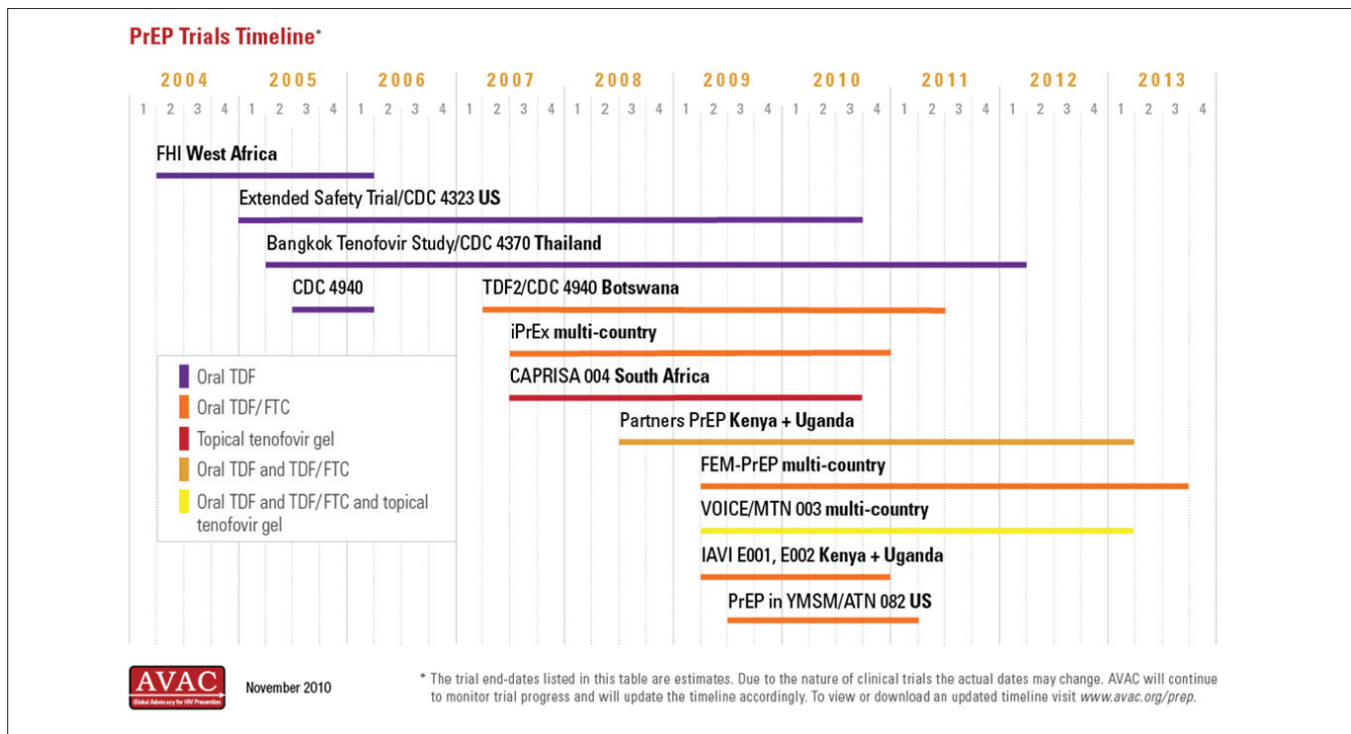 PrEP Trials Timeline*
2004 2005 2006 2007 2008 2009 2010 2011 2012 2013
1 2 3 4 1 2 3 4 1 2 3 4 1 2 3 4 1 2 3 4 1 2 3 4 1 2 3 4 1 2 3 4 1 2 3 4 1 2 3 4
FHI West Africa
Extended Safety Trial/CDC 4323 US
Bangkok Tenofovir Study/CDC 4370 Thailand
CDC 4940
TDF2/CDC 4940 Botswana
iPrEx multi-country
CAPRISA 004 South Africa
Partners PrEP Kenya + Uganda
FEM-PrEP multi-country
VOICE/MTN 003 multi-country
IAVI E001, E002 Kenya + Uganda
PrEP in YMSM/ATN 082 US
Oral TDF
Oral TDF/FTC
Topical tenofovir gel
Oral TDF and TDF/FTC
Oral TDF and TDF/FTC and topical
tenofovir gel
AVAC
Global Advocacy for HIV Prevention
November 2010
* The trial end-dates listed in this table are estimates. Due to the nature of clinical trials the actual dates may change. AVAC will continue
to monitor trial progress and will update the timeline accordingly. To view or download an updated timeline visit www.avac.org/prep.